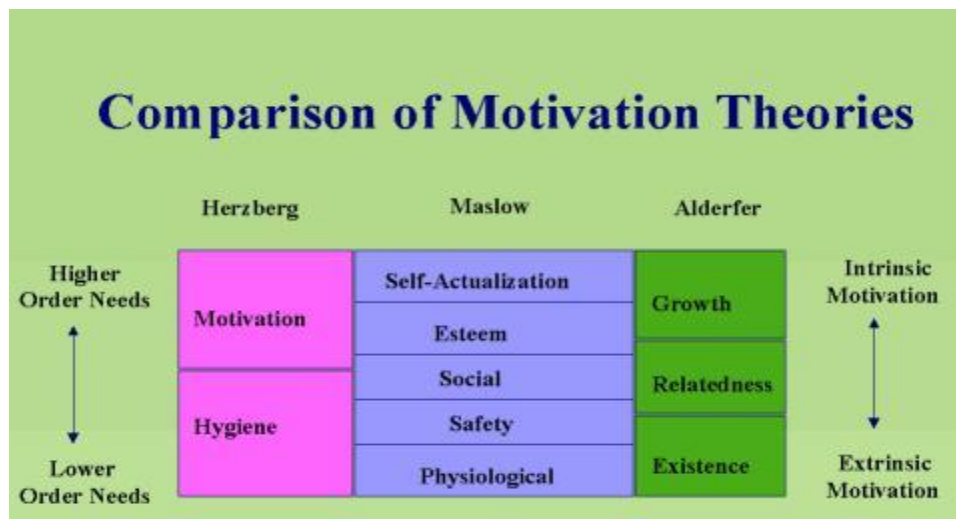 Comparison of Motivation Theories
Herzberg
Maslow
Alderfer
Higher
Order Needs
Lower
Order Needs
Motivation
Hygiene
Self-Actualization
Esteem
Social
Safety
Physiological
Growth
Relatedness
Existence
Intrinsic
Motivation
Extrinsic
Motivation